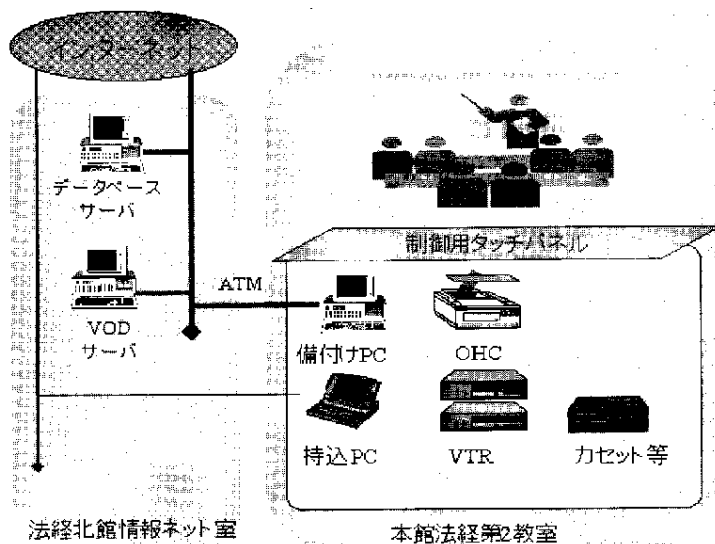 インターネット
データベース
サーバ
VOD
サーバ
ATM
制御用タッチパネル
備付けPC
OHC
持込PC
VTR
カセット等
法経北館情報ネット室
本館法経第2教室